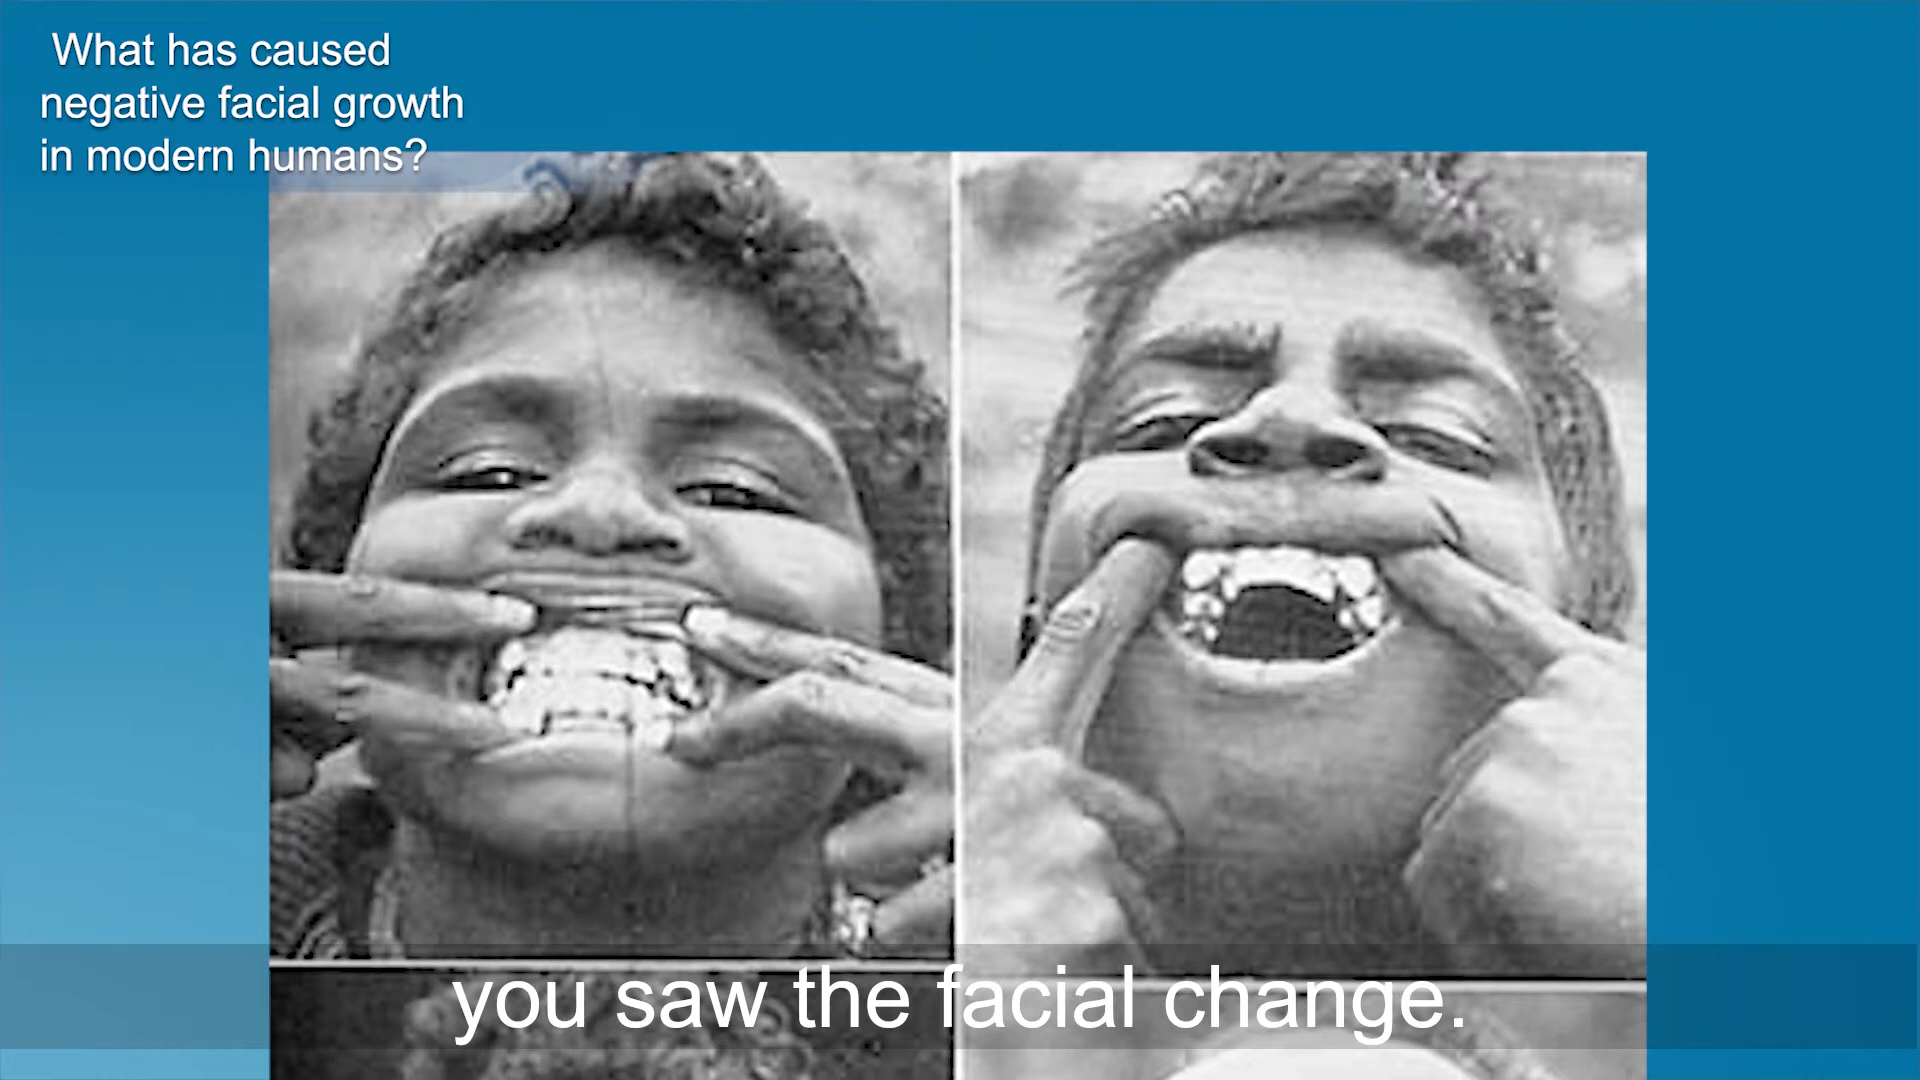 What has caused
negative facial growth
in modern humans?
you saw the facial change.